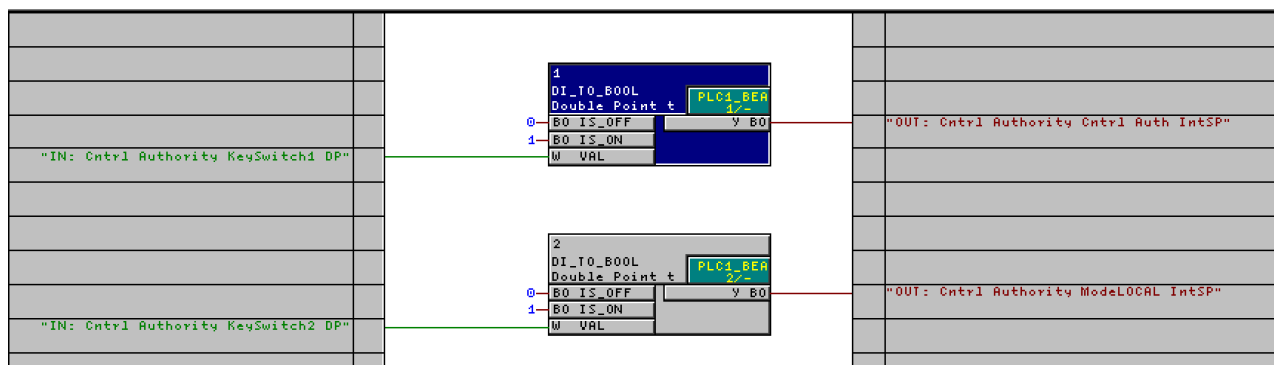 1
DI_TO_BOOL
Double Point t
PLC1_BEA
1/-
0 BO IS_OFF Y BO "OUT: Cntrl Authority Cntrl Auth IntSP"
1 BO IS_ON
"IN: Cntrl Authority KeySwitch1 DP" W VAL
2
DI_TO_BOOL
Double Point t
PLC1_BEA
2/-
0 BO IS_OFF Y BO "OUT: Cntrl Authority ModeLOCAL IntSP"
1 BO IS_ON
"IN: Cntrl Authority KeySwitch2 DP" W VAL